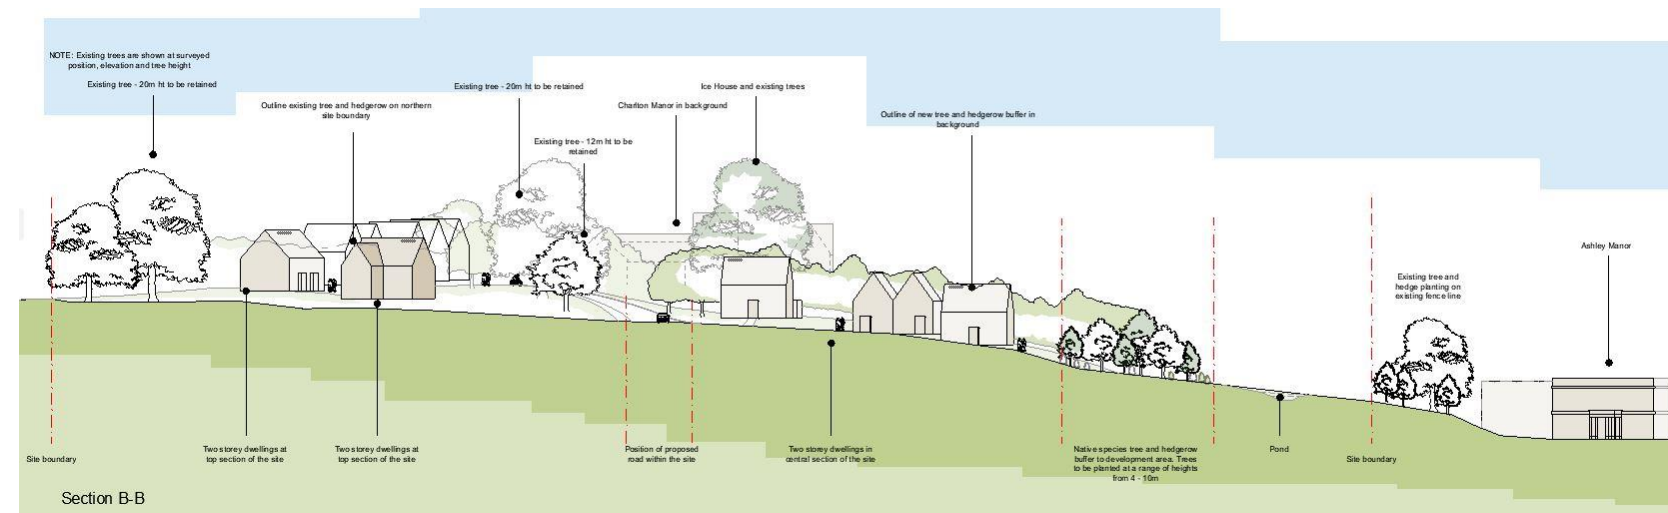 NOTE: Existing trees are shown at surveyed
position, elevation and tree height
Existing tree - 20m ht to be retained
Outline existing tree and hedgerow on northern
site boundary
Existing tree - 20m ht to be retained
Existing tree - 12m ht to be
retained
Charlton Manor in background
Ice House and existing trees
Outline of new tree and hedgerow buffer in
background
Existing tree and
hedge planting on
existing fence line
Ashley Manor
Site boundary
Two storey dwellings at
top section of the site
Two storey dwellings at
top section of the site
Position of proposed
road within the site
Two storey dwellings in
central section of the site
Native species tree and hedgerow
buffer to development area. Trees
to be planted at a range of heights
from 4 - 10m
Pond
Site boundary
Section B-B